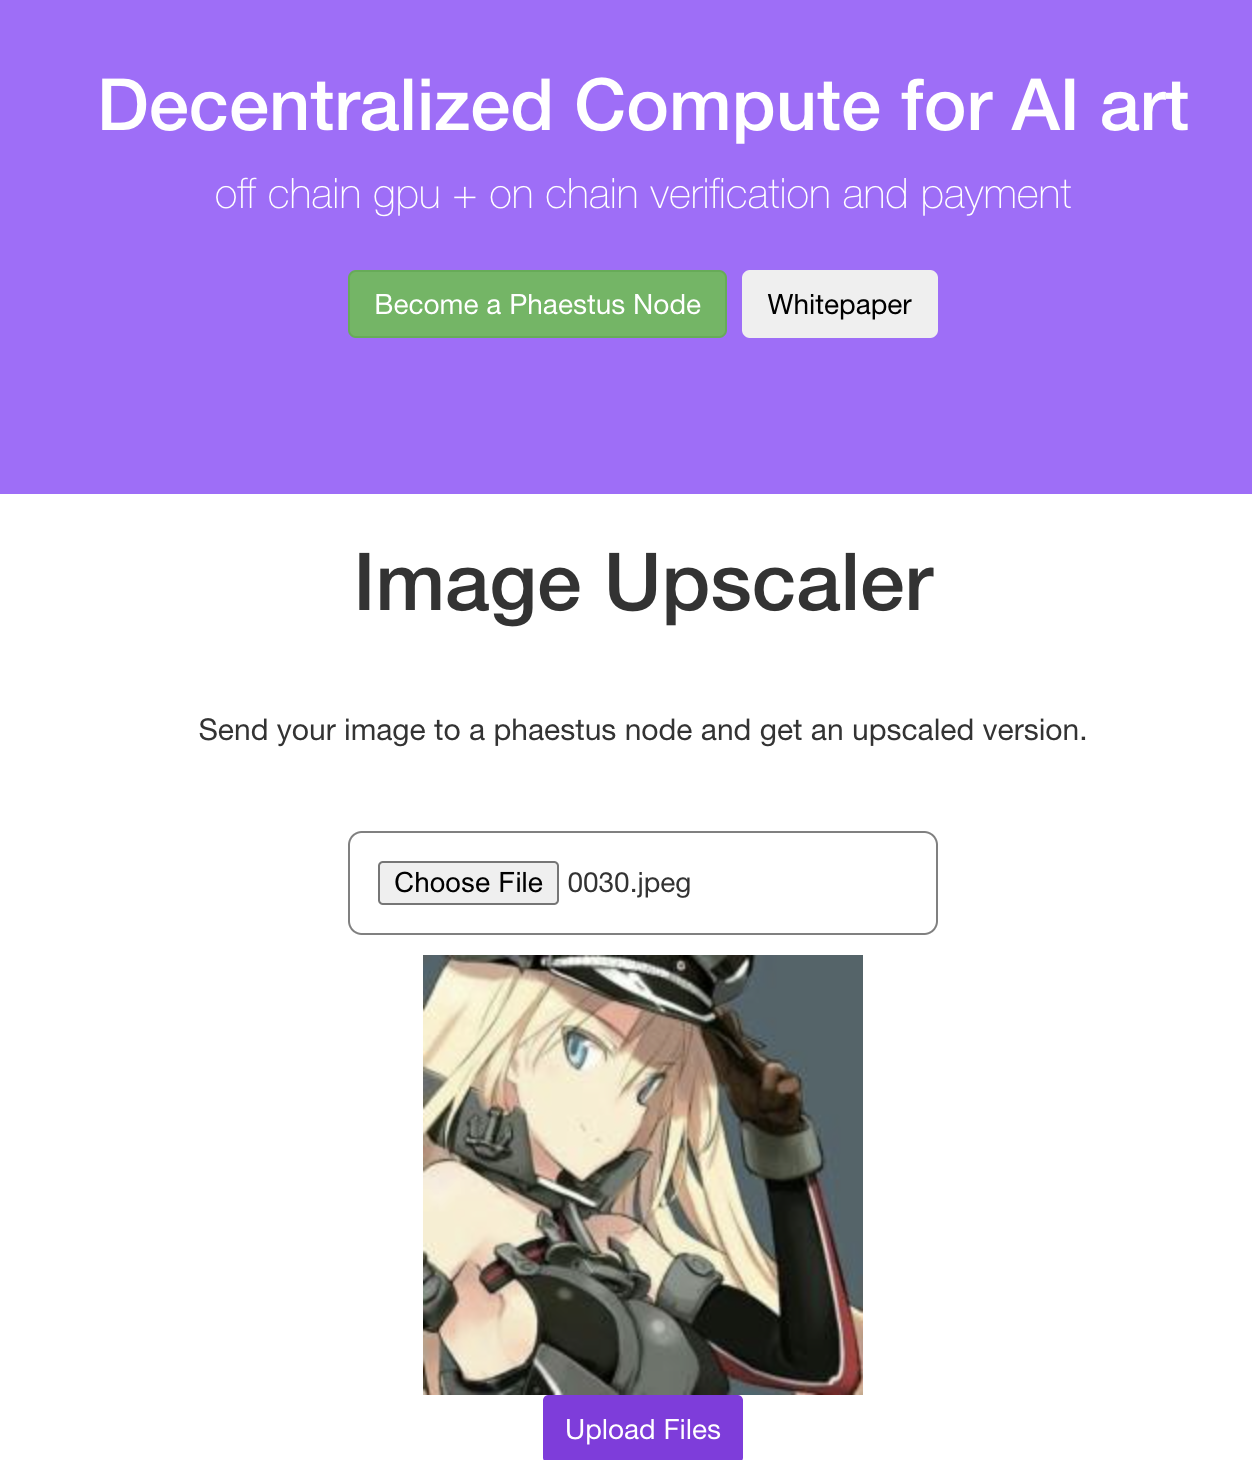 Decentralized Compute for AI art
off chain gpu + on chain verification and payment
Become a Phaestus Node
Whitepaper
Image Upscaler
Send your image to a phaestus node and get an upscaled version.
Choose File 0030.jpeg
Upload Files